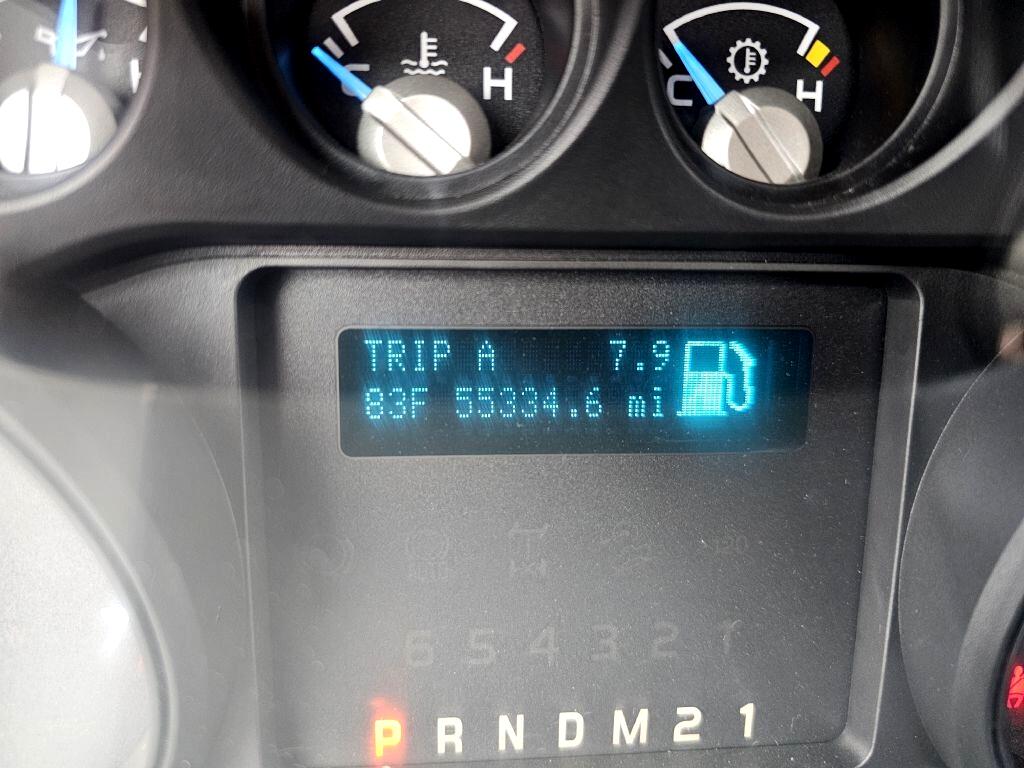 H
C H
C H
TRIP A 7.9
83F 55334.6 mi
6 5 4 3 2 1
P R N D M 2 1